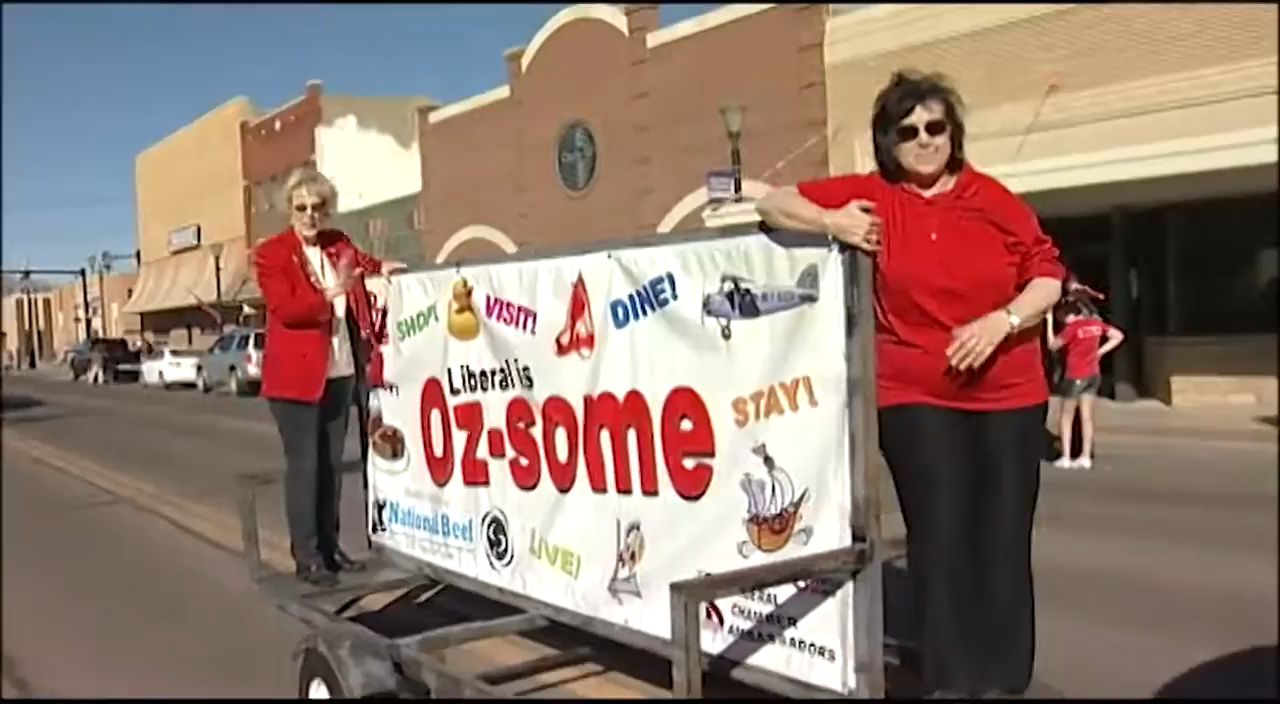 SHOP! VISIT! DINE!
Liberal is
Oz-some
STAY!
National Beef
LIVE!
CHAMBER
AMBASSADORS